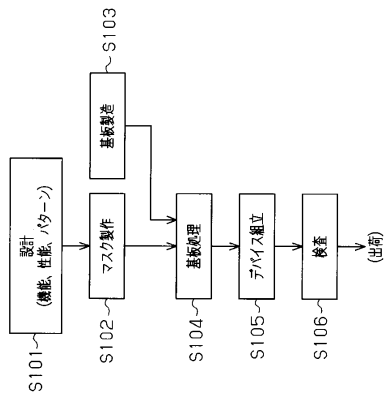 設計
(機能、性能、パターン)
S101
マスク製作
S102
基板製造
S103
基板処理
S104
デバイス組立
S105
検査
S106
(出荷)